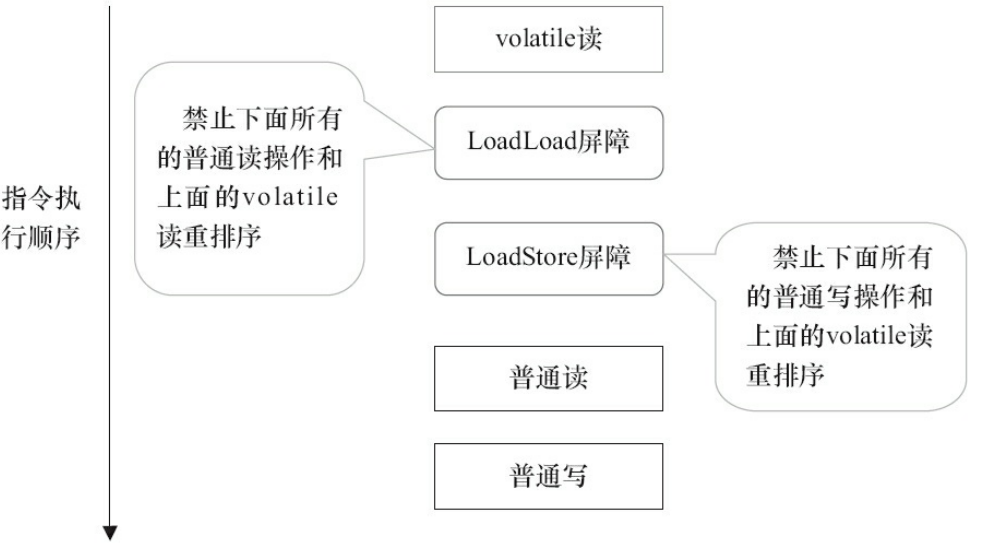 volatile读
禁止下面所有
的普通读操作和
上面的volatile
读重排序
LoadLoad屏障
指令执
行顺序
LoadStore屏障
禁止下面所有
的普通写操作和
上面的volatile读
重排序
普通读
普通写